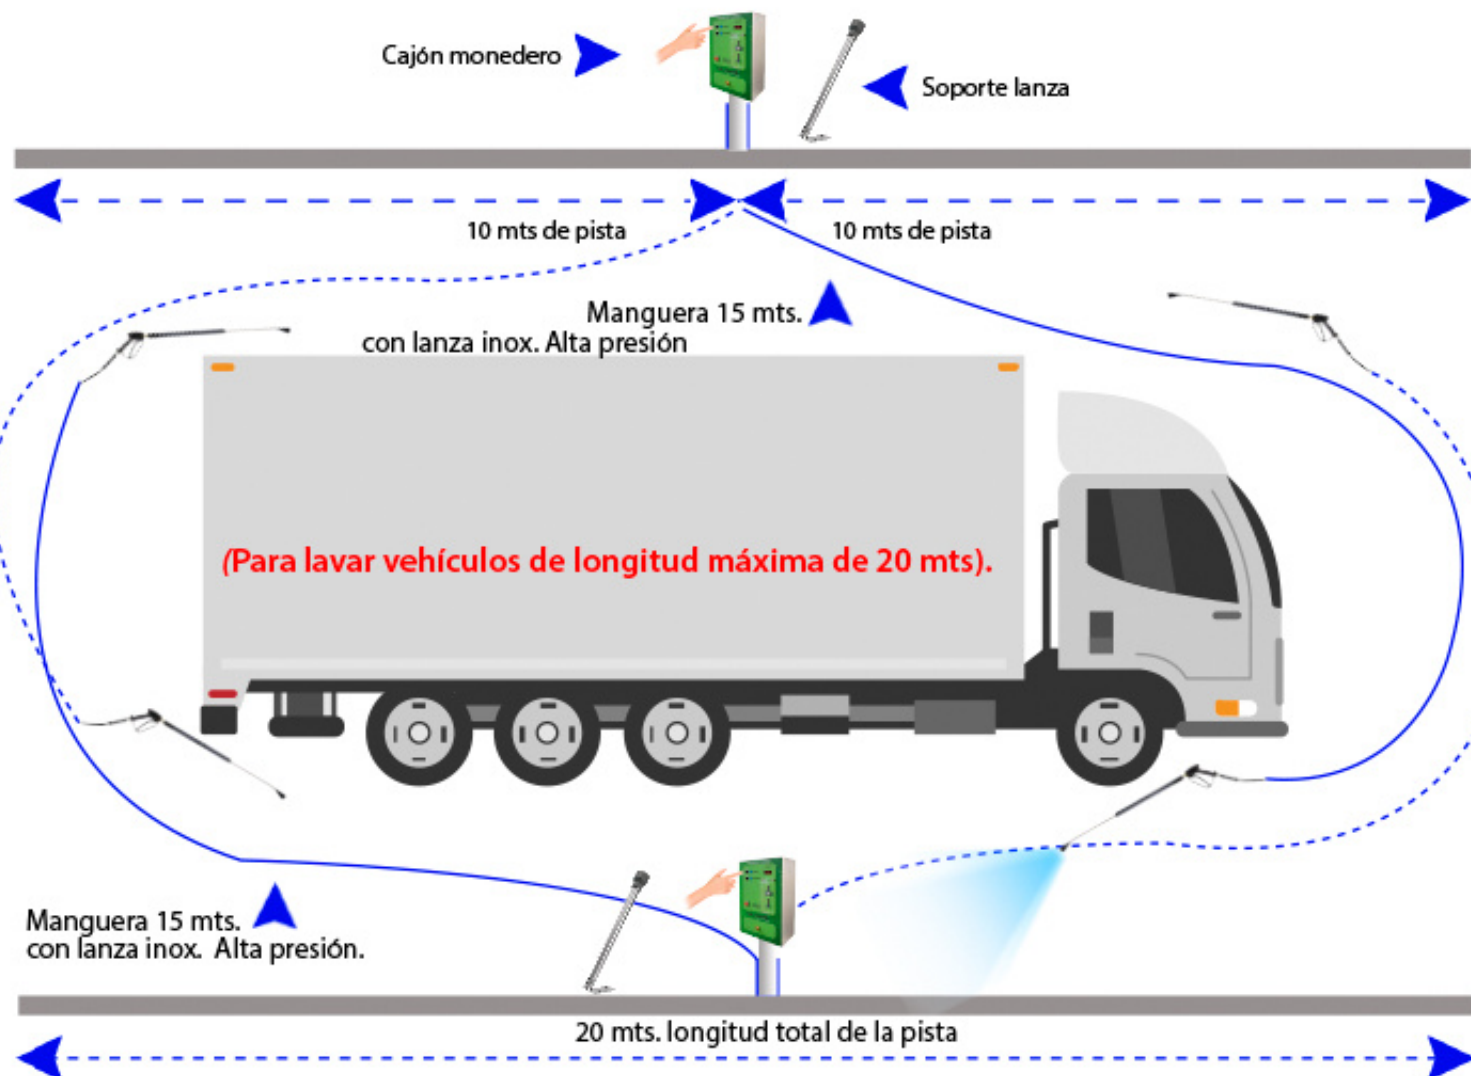 Cajón monedero
Soporte lanza
10 mts de pista
10 mts de pista
Manguera 15 mts.
con lanza inox. Alta presión
(Para lavar vehículos de longitud máxima de 20 mts).
Manguera 15 mts.
con lanza inox. Alta presión.
20 mts. longitud total de la pista